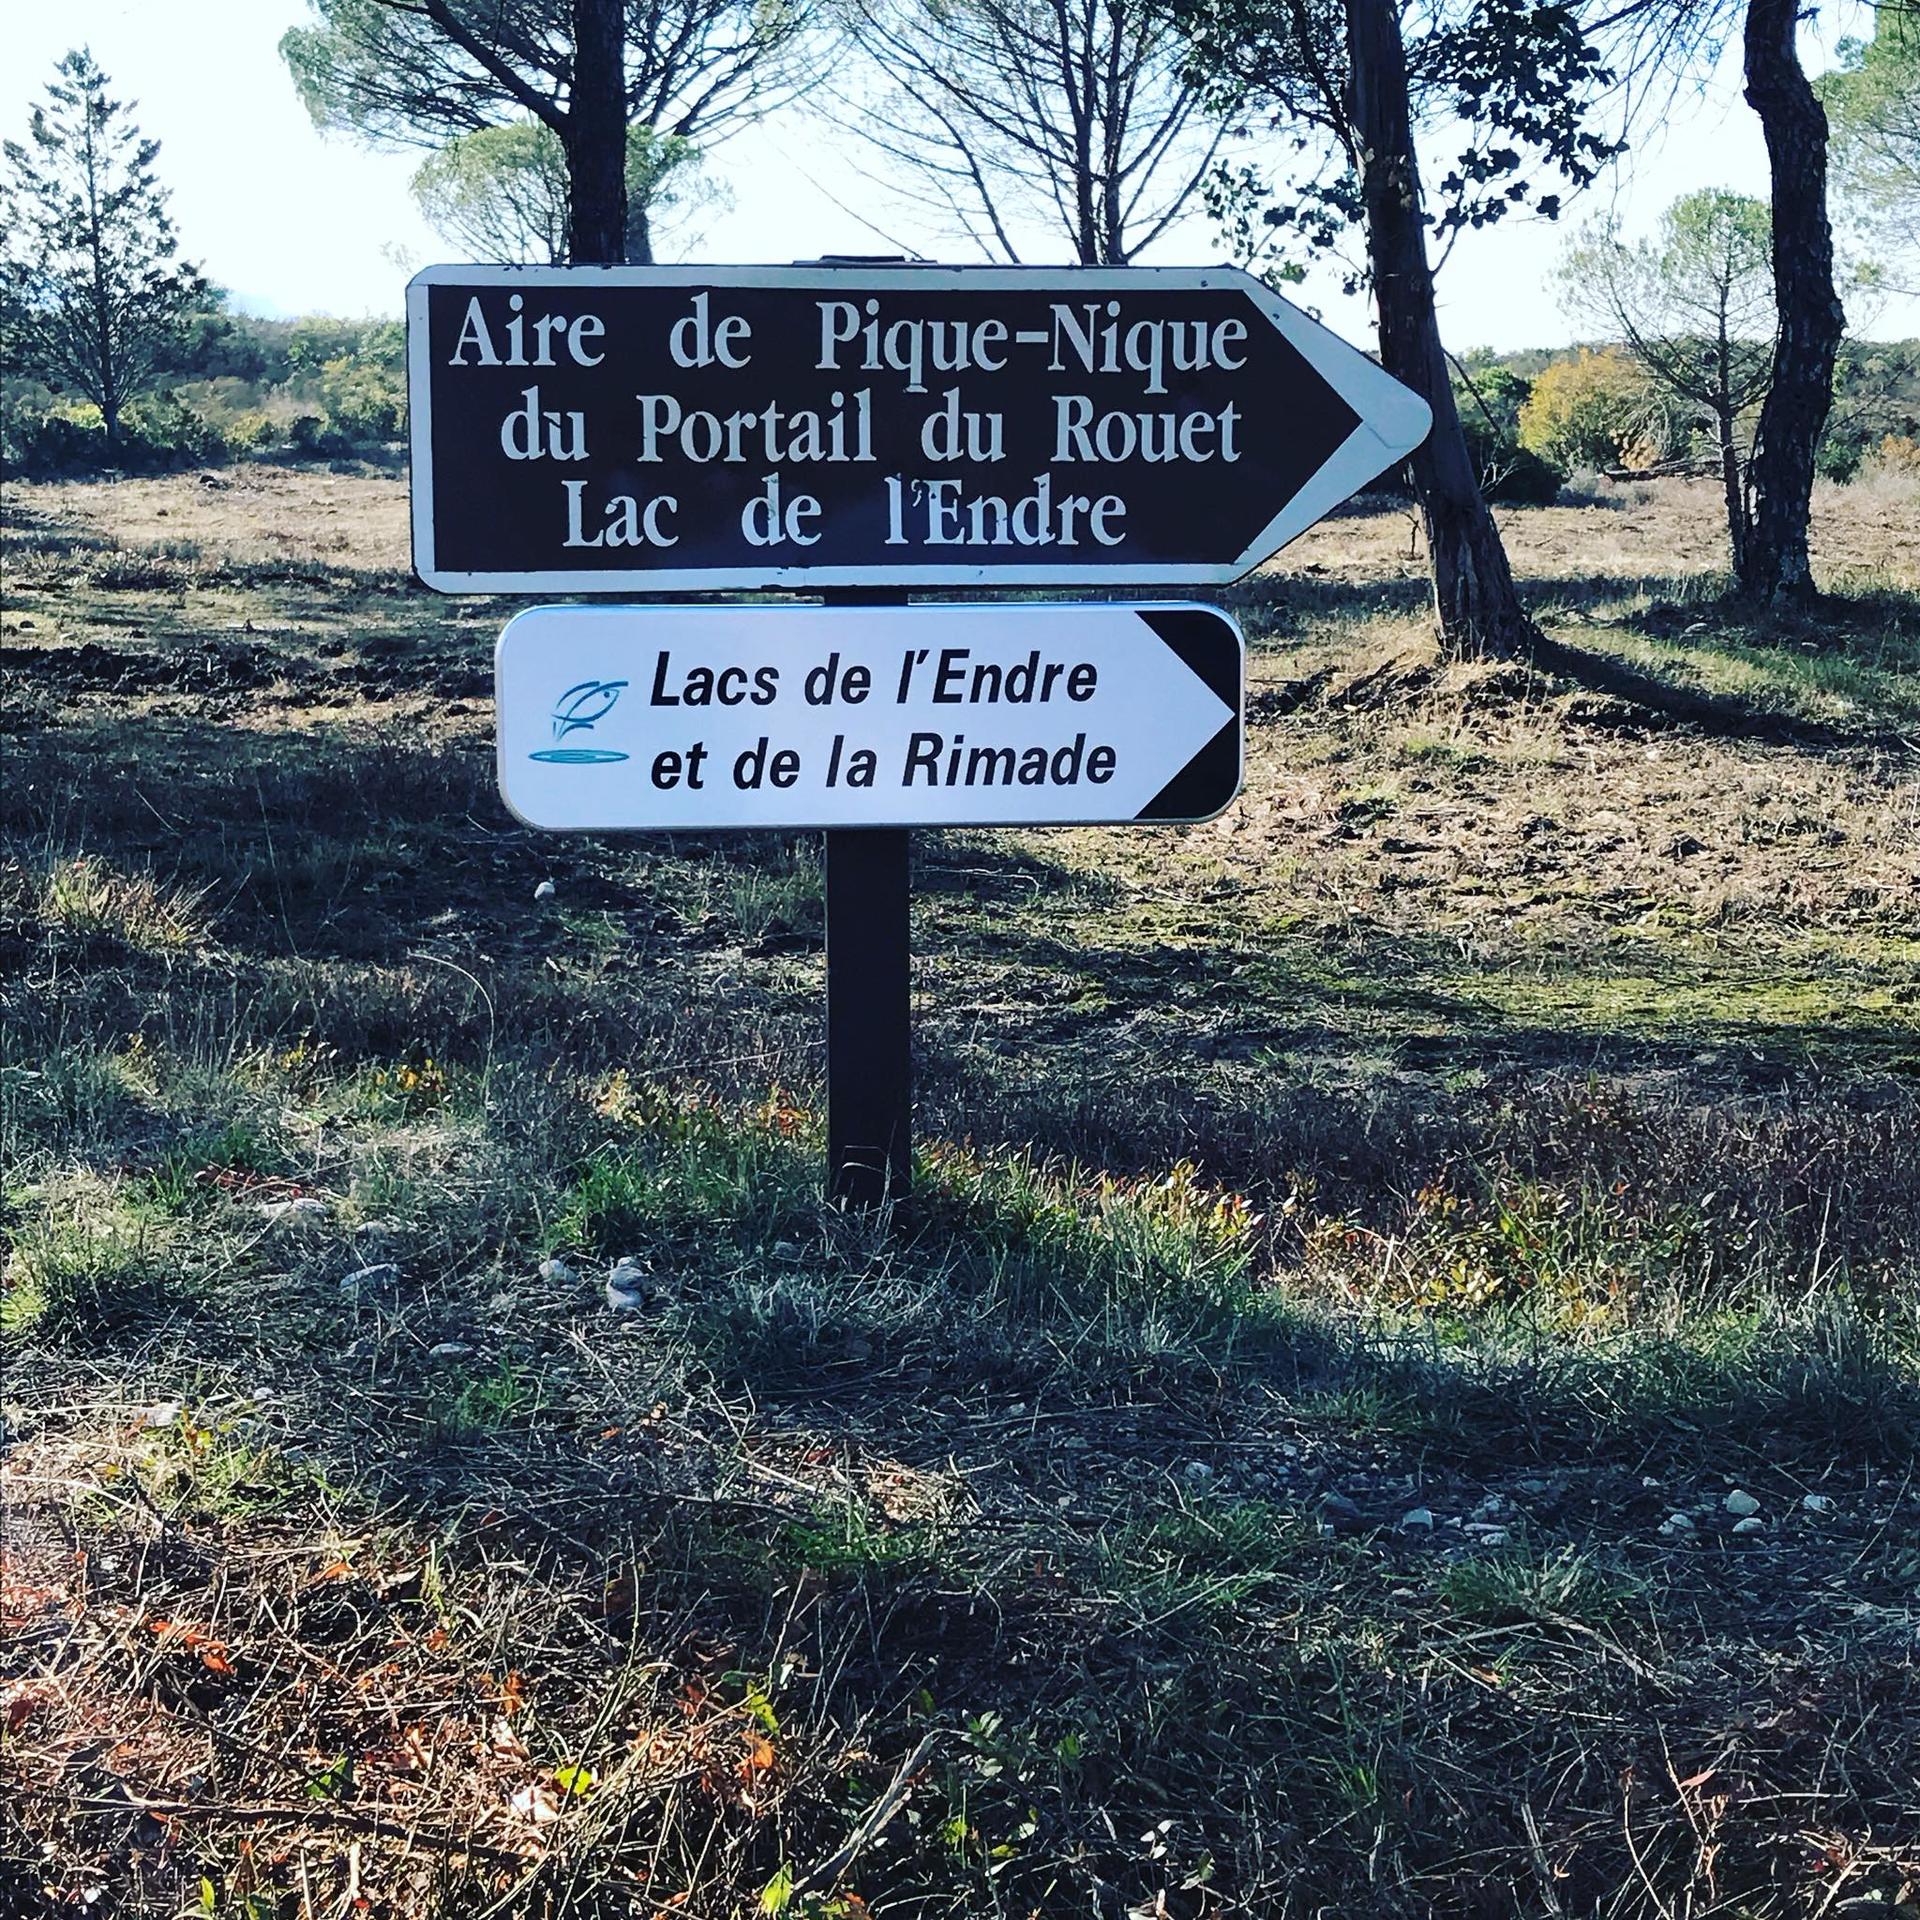 Aire de Pique-Nique
du Portail du Rouet
Lac de l'Endre
Lacs de l'Endre
et de la Rimade